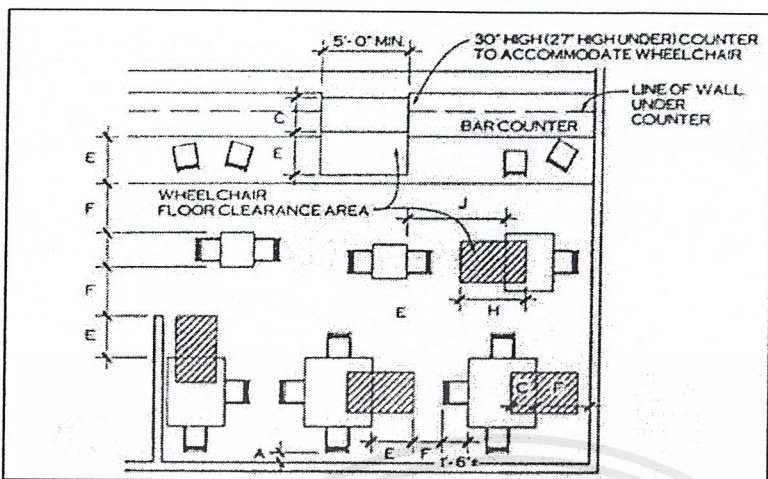 5'-0" MIN.
30" HIGH (27" HIGH UNDER) COUNTER
TO ACCOMMODATE WHEELCHAIR
LINE OF WALL
UNDER
COUNTER
C
BAR COUNTER
E
E
F
WHEELCHAIR
FLOOR CLEARANCE AREA
J
F
E
H
E
C
F
A
E
F
1'-6"±